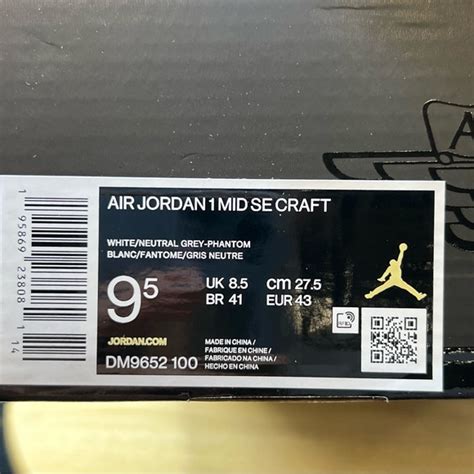 AIR JORDAN 1 MID SE CRAFT
WHITE/NEUTRAL GREY-PHANTOM
BLANC/FANTOME/GRIS NEUTRE
9⁵
UK 8.5 CM 27.5
BR 41 EUR 43
JORDAN.COM
DM9652 100
MADE IN CHINA /
FABRIQUE EN CHINE /
FABRICADO NA CHINA /
HECHO EN CHINA
1 95869 23808 1 14